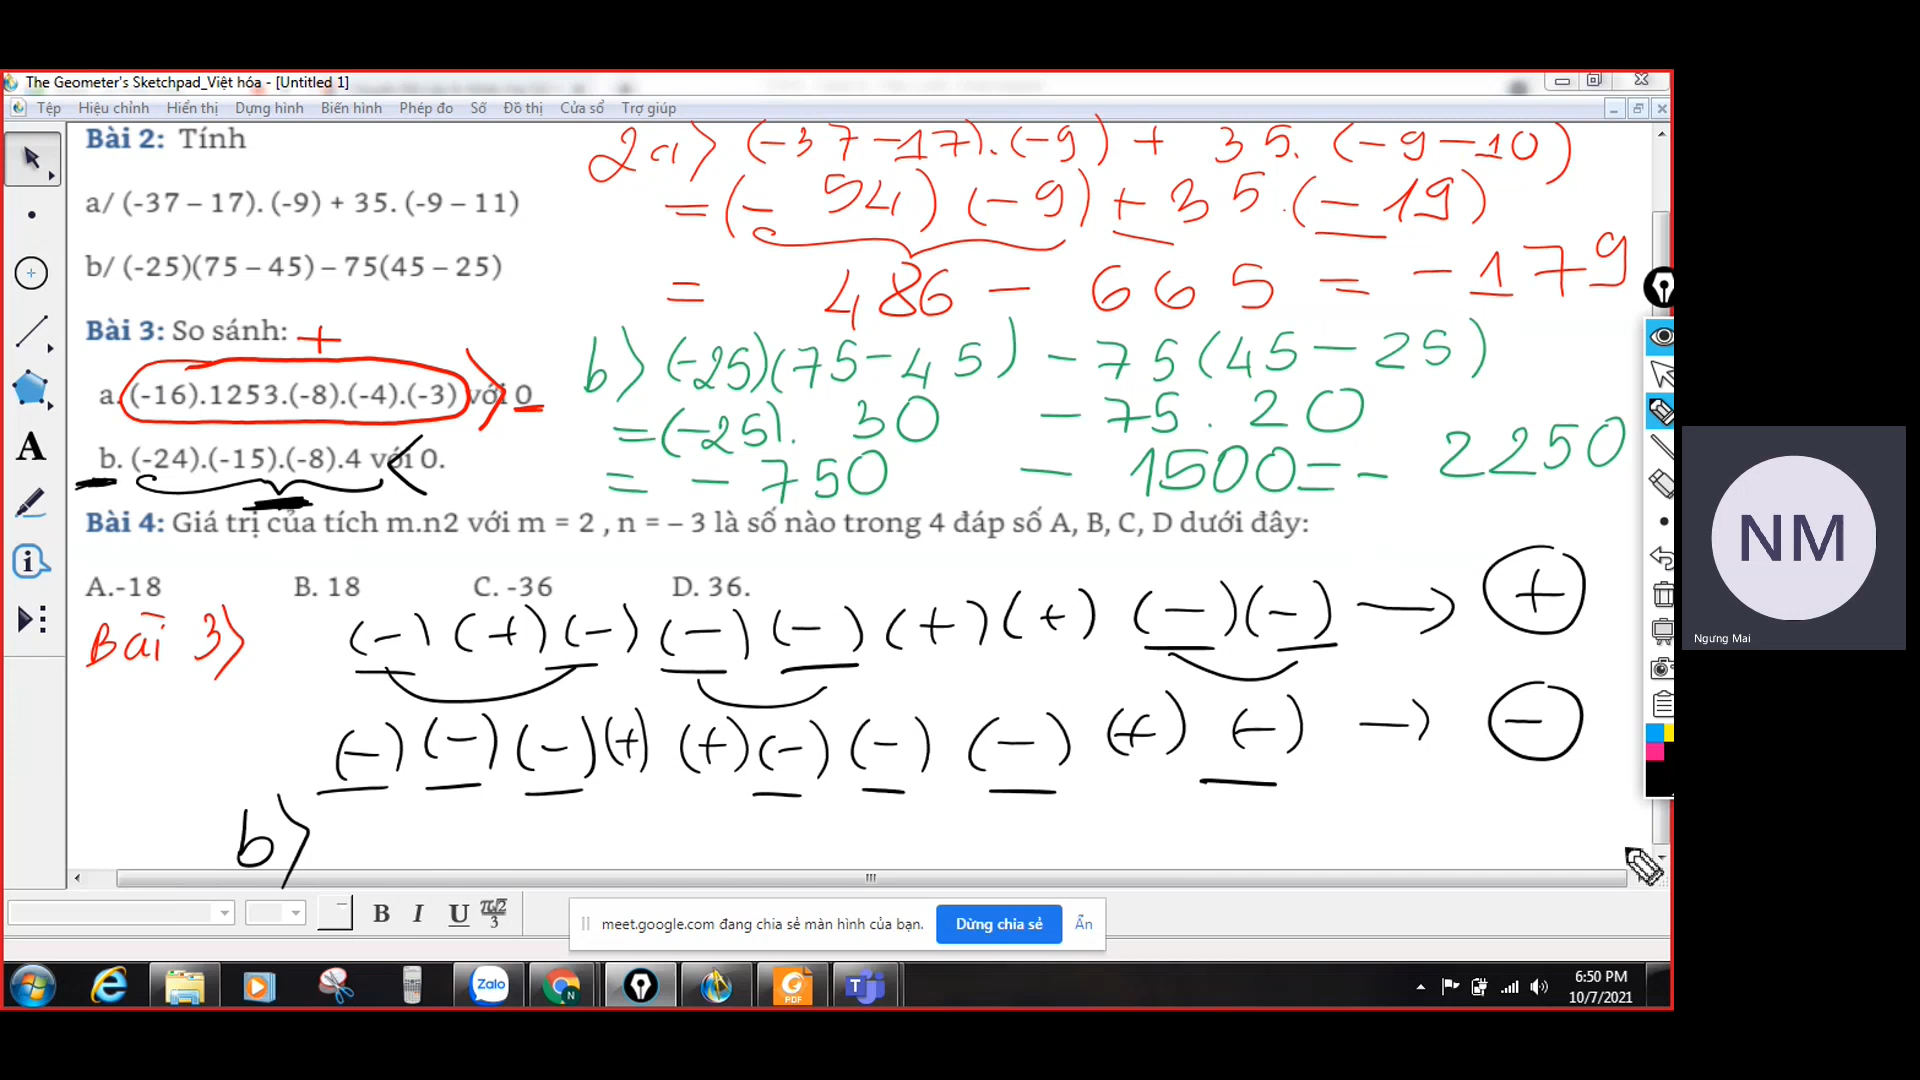 The Geometer's Sketchpad_Việt hóa - [Untitled 1]
Tệp Hiệu chỉnh Hiển thị Dựng hình Biến hình Phép đo Số Đồ thị Cửa sổ Trợ giúp
Bài 2: Tính
2a) (-37-17).(-9) + 35. (-9-10)
a/ (-37 – 17). (-9) + 35. (-9 – 11)
= (- 54) (-9) + 35.(-19)
b/ (-25)(75 – 45) – 75(45 – 25)
= 486 - 665 = -179
Bài 3: So sánh: +
b) (-25)(75-45) - 75(45-25)
a. (-16).1253.(-8).(-4).(-3) với 0 >
= (-25). 30 - 75. 20
b. (-24).(-15).(-8).4 với 0. <
= - 750 - 1500 = - 2250
Bài 4: Giá trị của tích m.n2 với m = 2 , n = – 3 là số nào trong 4 đáp số A, B, C, D dưới đây:
A.-18 B. 18 C. -36 D. 36.
Bài 3) (-) (+) (-) (-) (-) (+) (+) (-)(-) → +
(-) (-) (-)(+) (+)(-) (-) (-) (+) (-) → -
b)
A
B I U
meet.google.com đang chia sẻ màn hình của bạn. Dừng chia sẻ Ẩn
Zalo
N
PDF
T
6:50 PM
10/7/2021
NM
Ngưng Mai